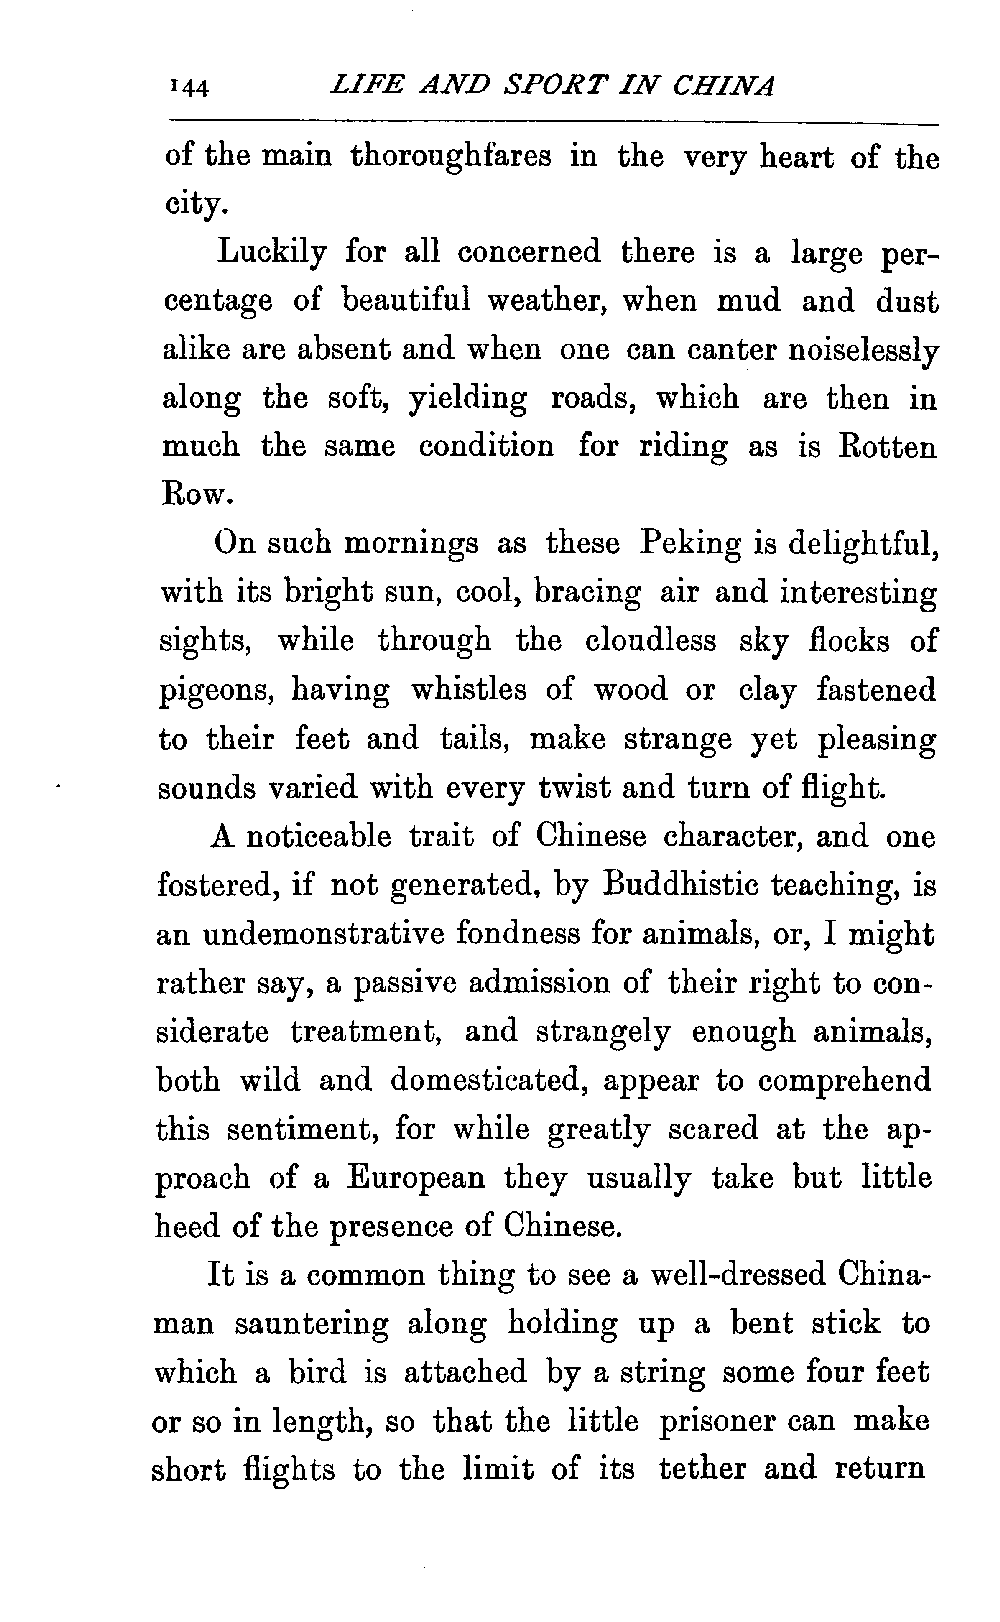 144 LIFE AND SPORT IN CHINA
of the main thoroughfares in the very heart of the
city.
Luckily for all concerned there is a large per-
centage of beautiful weather, when mud and dust
alike are absent and when one can canter noiselessly
along the soft, yielding roads, which are then in
much the same condition for riding as is Rotten
Row.
On such mornings as these Peking is delightful,
with its bright sun, cool, bracing air and interesting
sights, while through the cloudless sky flocks of
pigeons, having whistles of wood or clay fastened
to their feet and tails, make strange yet pleasing
sounds varied with every twist and turn of flight.
A noticeable trait of Chinese character, and one
fostered, if not generated, by Buddhistic teaching, is
an undemonstrative fondness for animals, or, I might
rather say, a passive admission of their right to con-
siderate treatment, and strangely enough animals,
both wild and domesticated, appear to comprehend
this sentiment, for while greatly scared at the ap-
proach of a European they usually take but little
heed of the presence of Chinese.
It is a common thing to see a well-dressed China-
man sauntering along holding up a bent stick to
which a bird is attached by a string some four feet
or so in length, so that the little prisoner can make
short flights to the limit of its tether and return